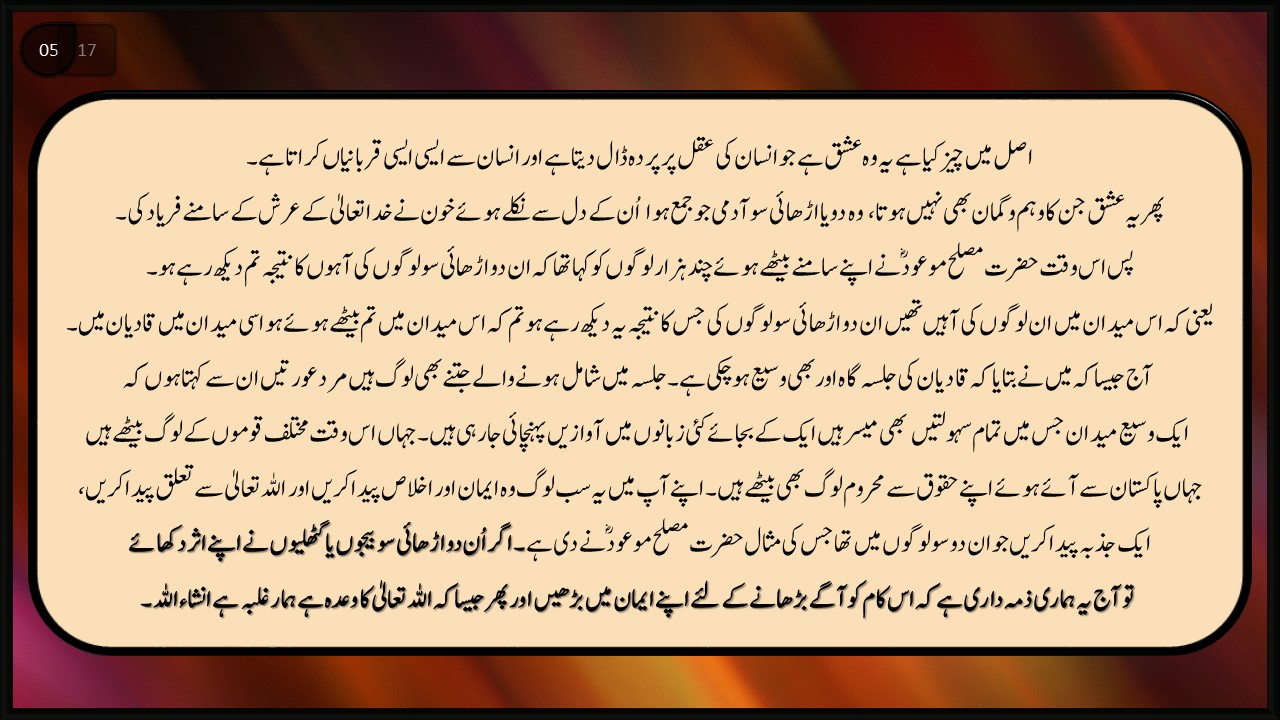 05 17
اصل میں چیز کیا ہے یہ وہ عشق ہے جو انسان کی عقل پر پردہ ڈال دیتا ہے اور انسان سے ایسی ایسی قربانیاں کراتا ہے۔
پھر یہ عشق جن کا وہم و گمان بھی نہیں ہوتا، وہ دو یا اڑھائی سو آدمی جو جمع ہوا اُن کے دل سے نکلے ہوئے خون نے خدا تعالیٰ کے عرش کے سامنے فریاد کی۔
پس اس وقت حضرت مصلح موعودؓ نے اپنے سامنے بیٹھے ہوئے چند ہزار لوگوں کو کہا تھا کہ ان دو اڑھائی سو لوگوں کی آہوں کا نتیجہ تم دیکھ رہے ہو۔
یعنی کہ اس میدان میں ان لوگوں کی آہیں تھیں ان دو اڑھائی سو لوگوں کی جس کا نتیجہ یہ دیکھ رہے ہو تم کہ اس میدان میں تم بیٹھے ہوئے ہو اسی میدان میں قادیان میں۔
آج جیسا کہ میں نے بتایا کہ قادیان کی جلسہ گاہ اور بھی وسیع ہو چکی ہے۔ جلسہ میں شامل ہونے والے جتنے بھی لوگ ہیں مرد عورتیں ان سے کہتا ہوں کہ
ایک وسیع میدان جس میں تمام سہولتیں بھی میسر ہیں ایک کے بجائے کئی زبانوں میں آوازیں پہنچائی جا رہی ہیں۔ جہاں اس وقت مختلف قوموں کے لوگ بیٹھے ہیں
جہاں پاکستان سے آئے ہوئے اپنے حقوق سے محروم لوگ بھی بیٹھے ہیں۔ اپنے آپ میں یہ سب لوگ وہ ایمان اور اخلاص پیدا کریں اور اللہ تعالیٰ سے تعلق پیدا کریں،
ایک جذبہ پیدا کریں جو ان دو سو لوگوں میں تھا جس کی مثال حضرت مصلح موعودؓ نے دی ہے۔ اگر اُن دو اڑھائی سو بیجوں یا گٹھلیوں نے اپنے اثر دکھائے
تو آج یہ ہماری ذمہ داری ہے کہ اس کام کو آگے بڑھانے کے لئے اپنے ایمان میں بڑھیں اور پھر جیسا کہ اللہ تعالیٰ کا وعدہ ہے ہمار غلبہ ہے انشاء اللہ۔